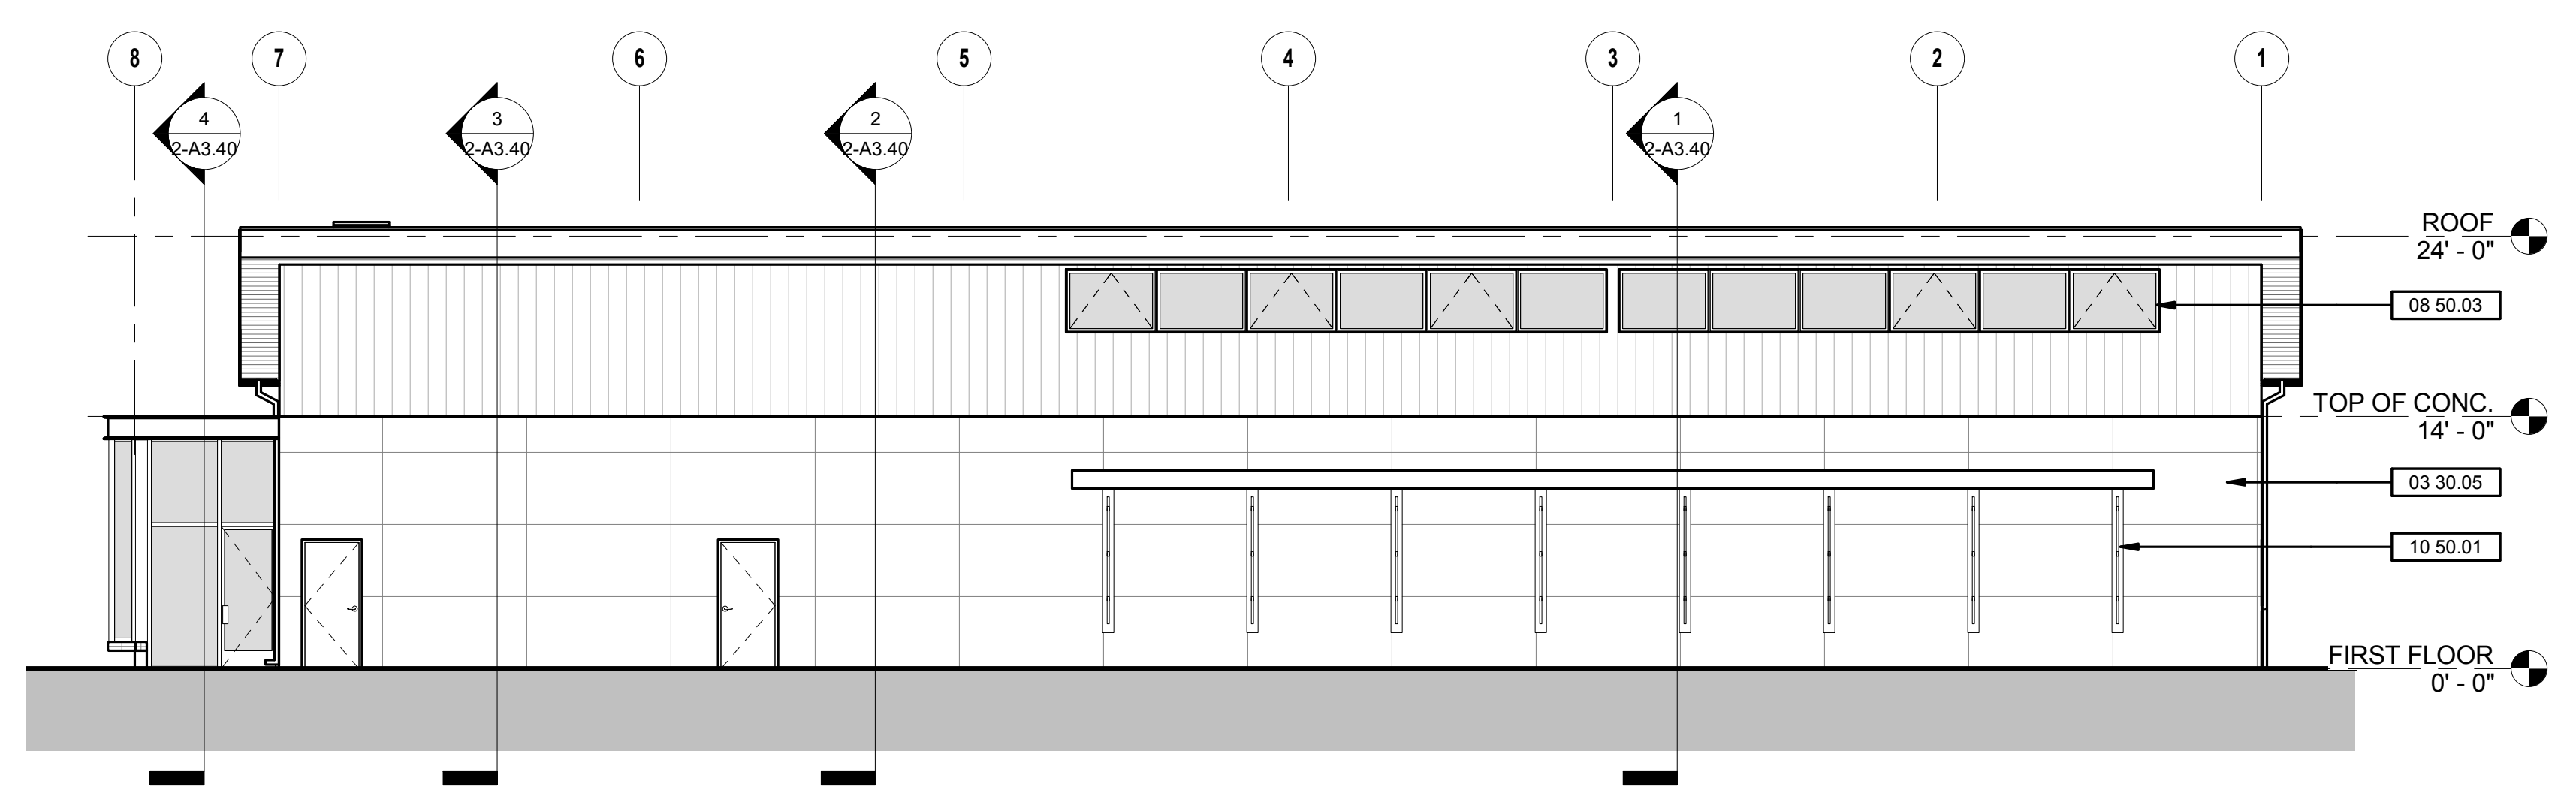 8
7
6
5
4
3
2
1
4
2-A3.40
3
2-A3.40
2
2-A3.40
1
2-A3.40
ROOF
24' - 0"
08 50.03
TOP OF CONC.
14' - 0"
03 30.05
10 50.01
FIRST FLOOR
0' - 0"